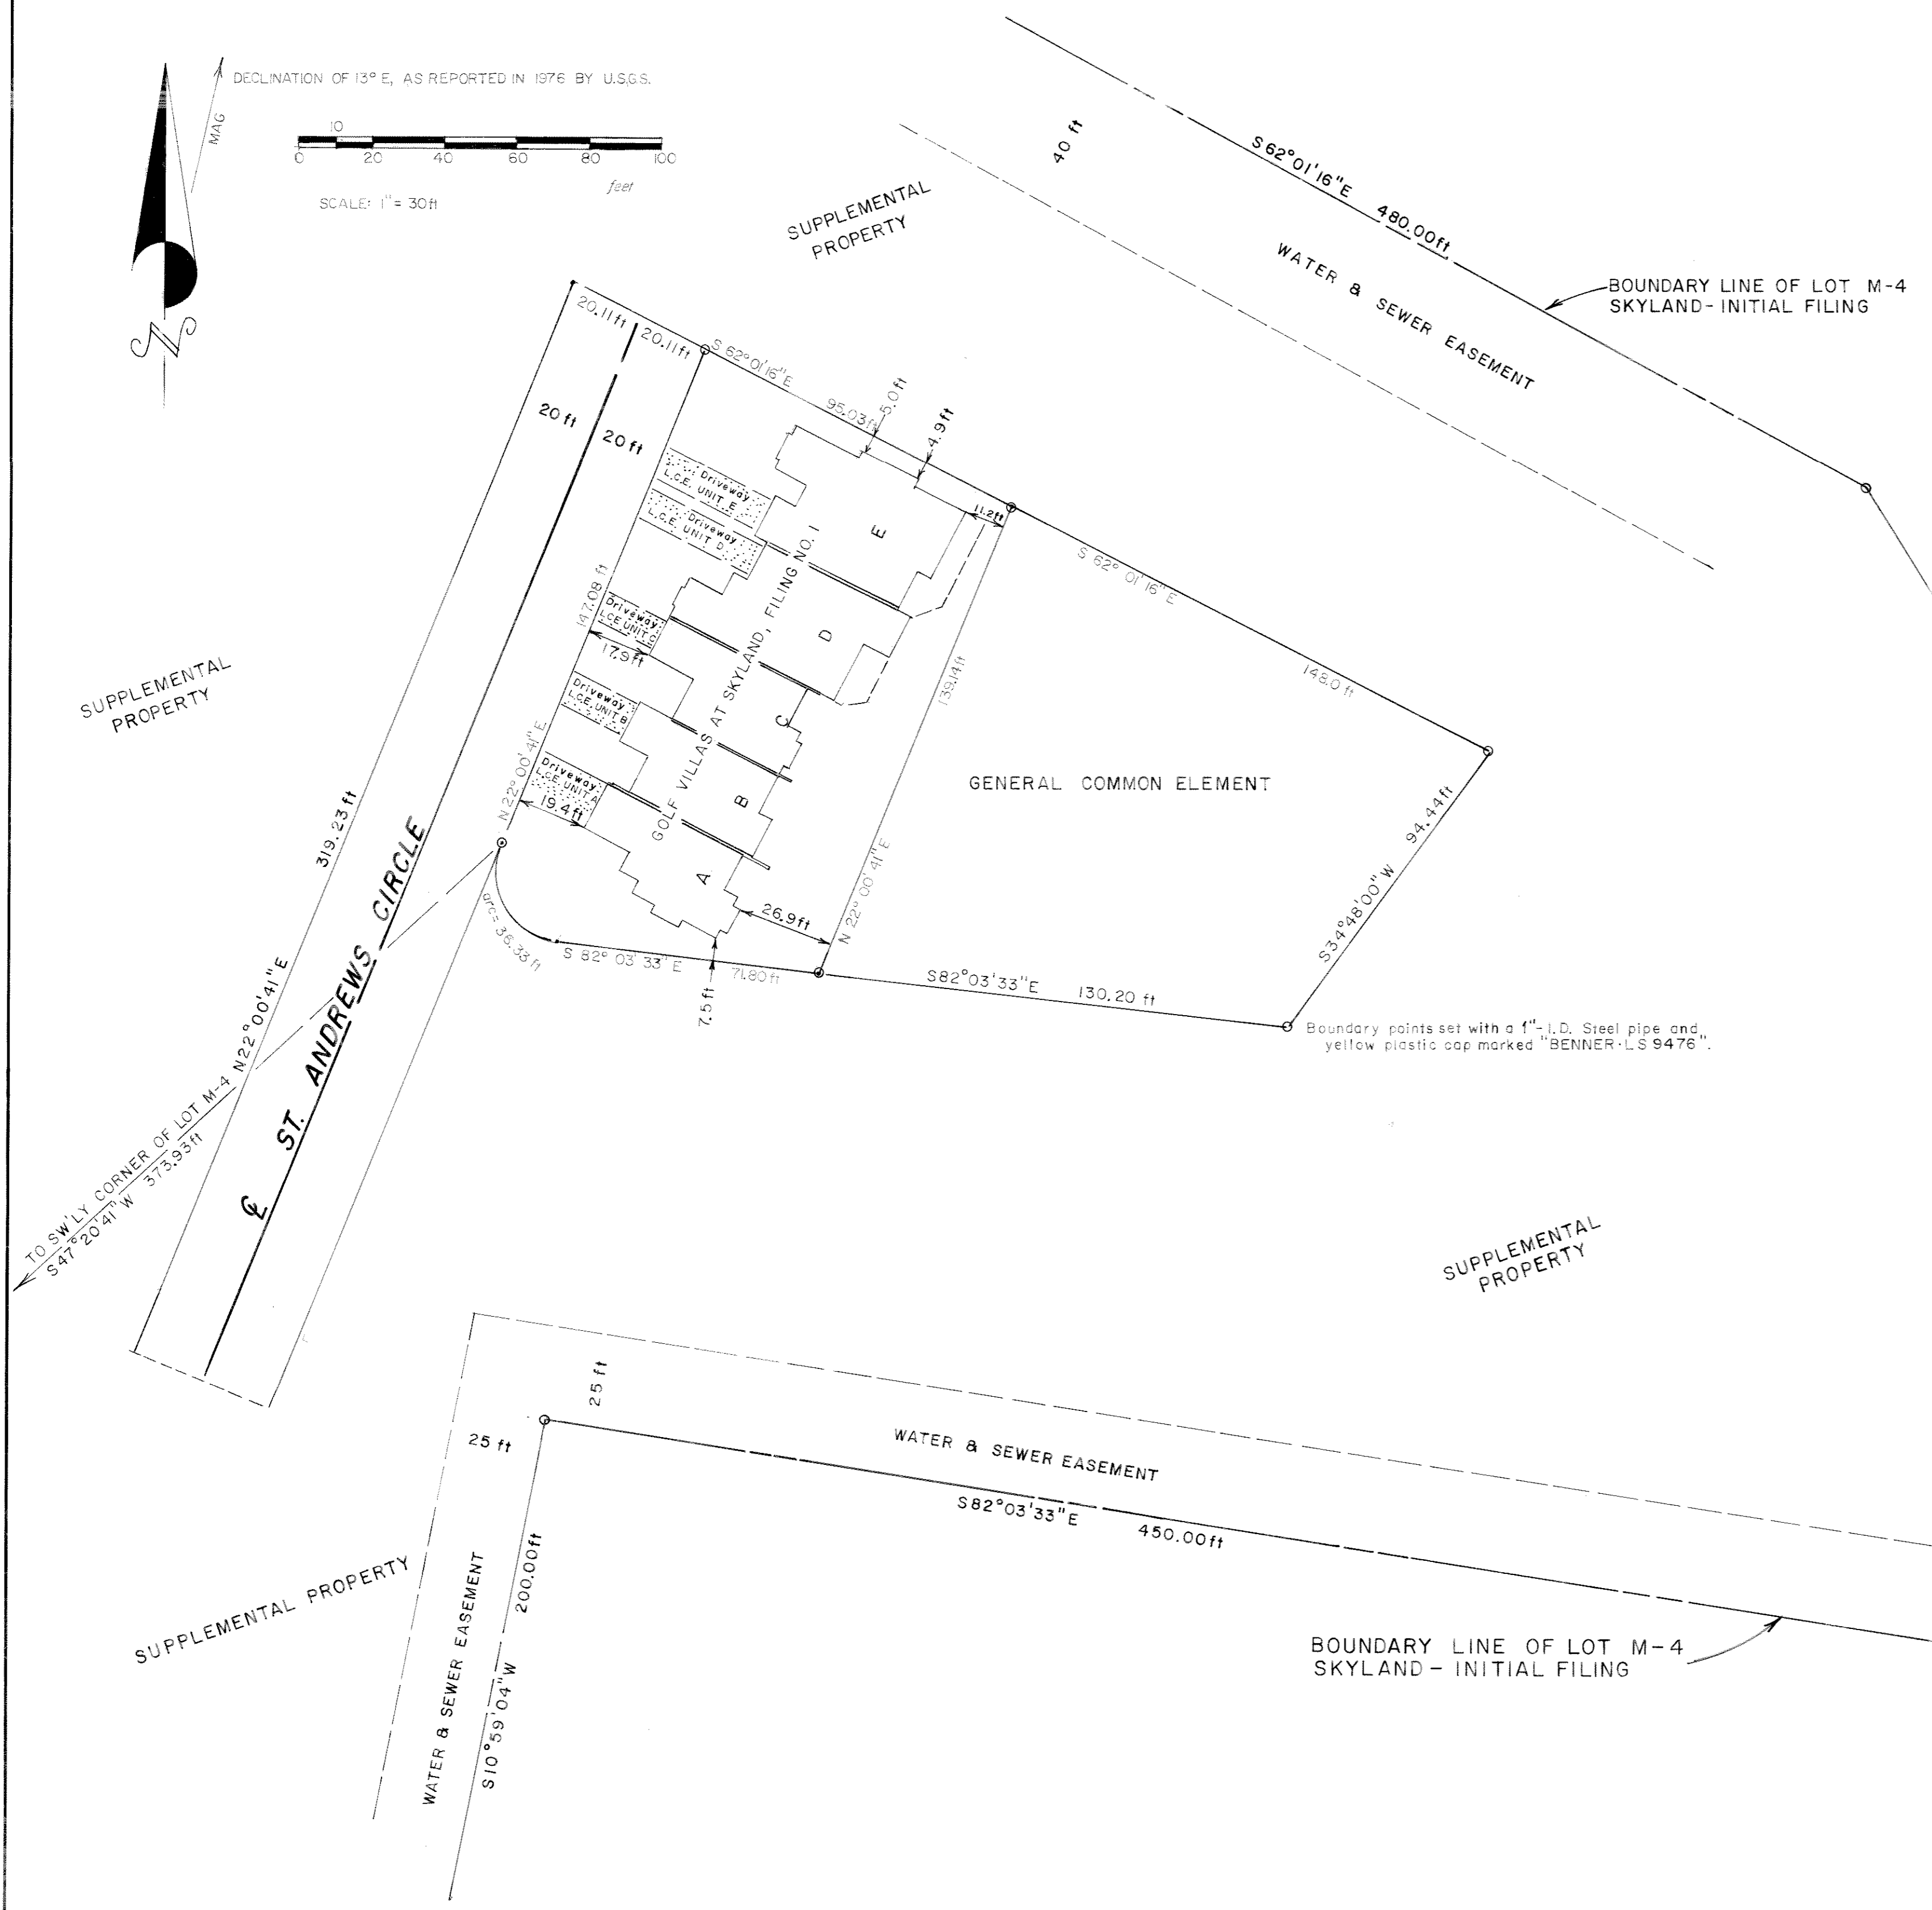 DECLINATION OF 13° E, AS REPORTED IN 1976 BY U.S.G.S.
MAG
10
0 20 40 60 80 100
feet
SCALE: 1" = 30ft
N
40 ft
S62°01'16"E 480.00ft
SUPPLEMENTAL
PROPERTY
WATER & SEWER EASEMENT
BOUNDARY LINE OF LOT M-4
SKYLAND-INITIAL FILING
20.11ft
20.11ft
S 62° 01'16"E
95.03ft
5.0ft
4.9ft
20 ft
20 ft
Driveway
L.C.E. UNIT E
Driveway
L.C.E. UNIT D
11.2ft
E
S 62° 01'16"E
148.0 ft
147.08 ft
Driveway
LCE UNIT C
17.9ft
D
GOLF VILLAS AT SKYLAND, FILING NO. 1
139.14ft
SUPPLEMENTAL
PROPERTY
Driveway
L.C.E. UNIT B
C
N22°00'41"E
Driveway
L.C.E. UNIT A
19.4ft
B
GENERAL COMMON ELEMENT
319.23ft
94.44ft
S34°48'00"W
A
26.9ft
N 22° 00'41"E
arc= 36.33 ft
S 82° 03'33"E
71.80ft
7.5ft
S82°03'33"E 130.20 ft
Boundary points set with a 1"-I.D. Steel pipe and
yellow plastic cap marked "BENNER·LS 9476".
N22°00'41"E
℄ ST. ANDREWS CIRCLE
TO SW'LY CORNER OF LOT M-4
S47°20'41"W 373.93ft
SUPPLEMENTAL
PROPERTY
25 ft
25 ft
WATER & SEWER EASEMENT
S82°03'33"E 450.00ft
200.00ft
S10°59'04"W
WATER & SEWER EASEMENT
SUPPLEMENTAL PROPERTY
BOUNDARY LINE OF LOT M-4
SKYLAND - INITIAL FILING